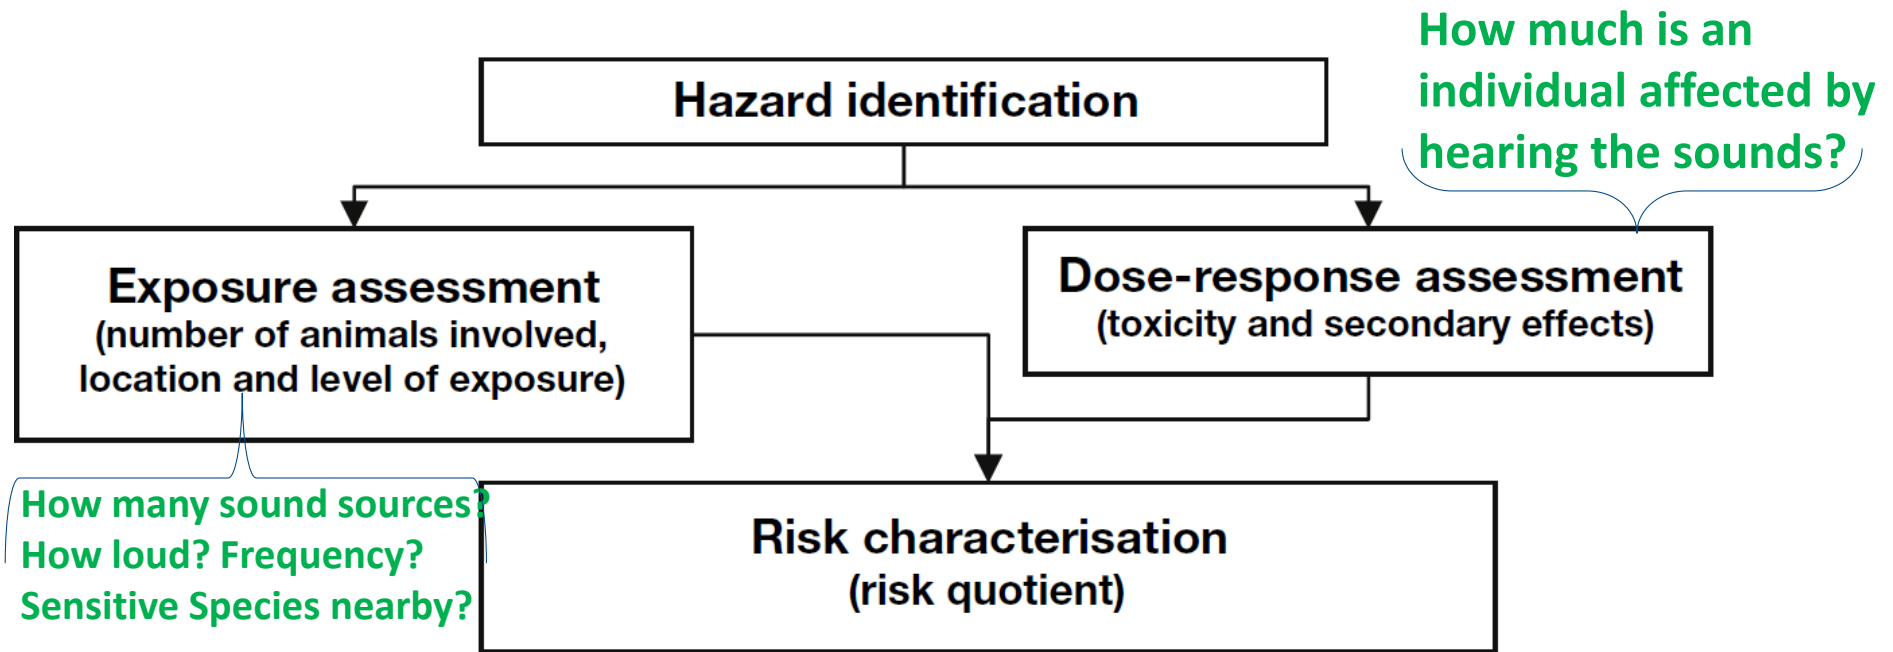 How much is an
individual affected by
hearing the sounds?
Hazard identification
Exposure assessment
(number of animals involved,
location and level of exposure)
Dose-response assessment
(toxicity and secondary effects)
How many sound sources?
How loud? Frequency?
Sensitive Species nearby?
Risk characterisation
(risk quotient)